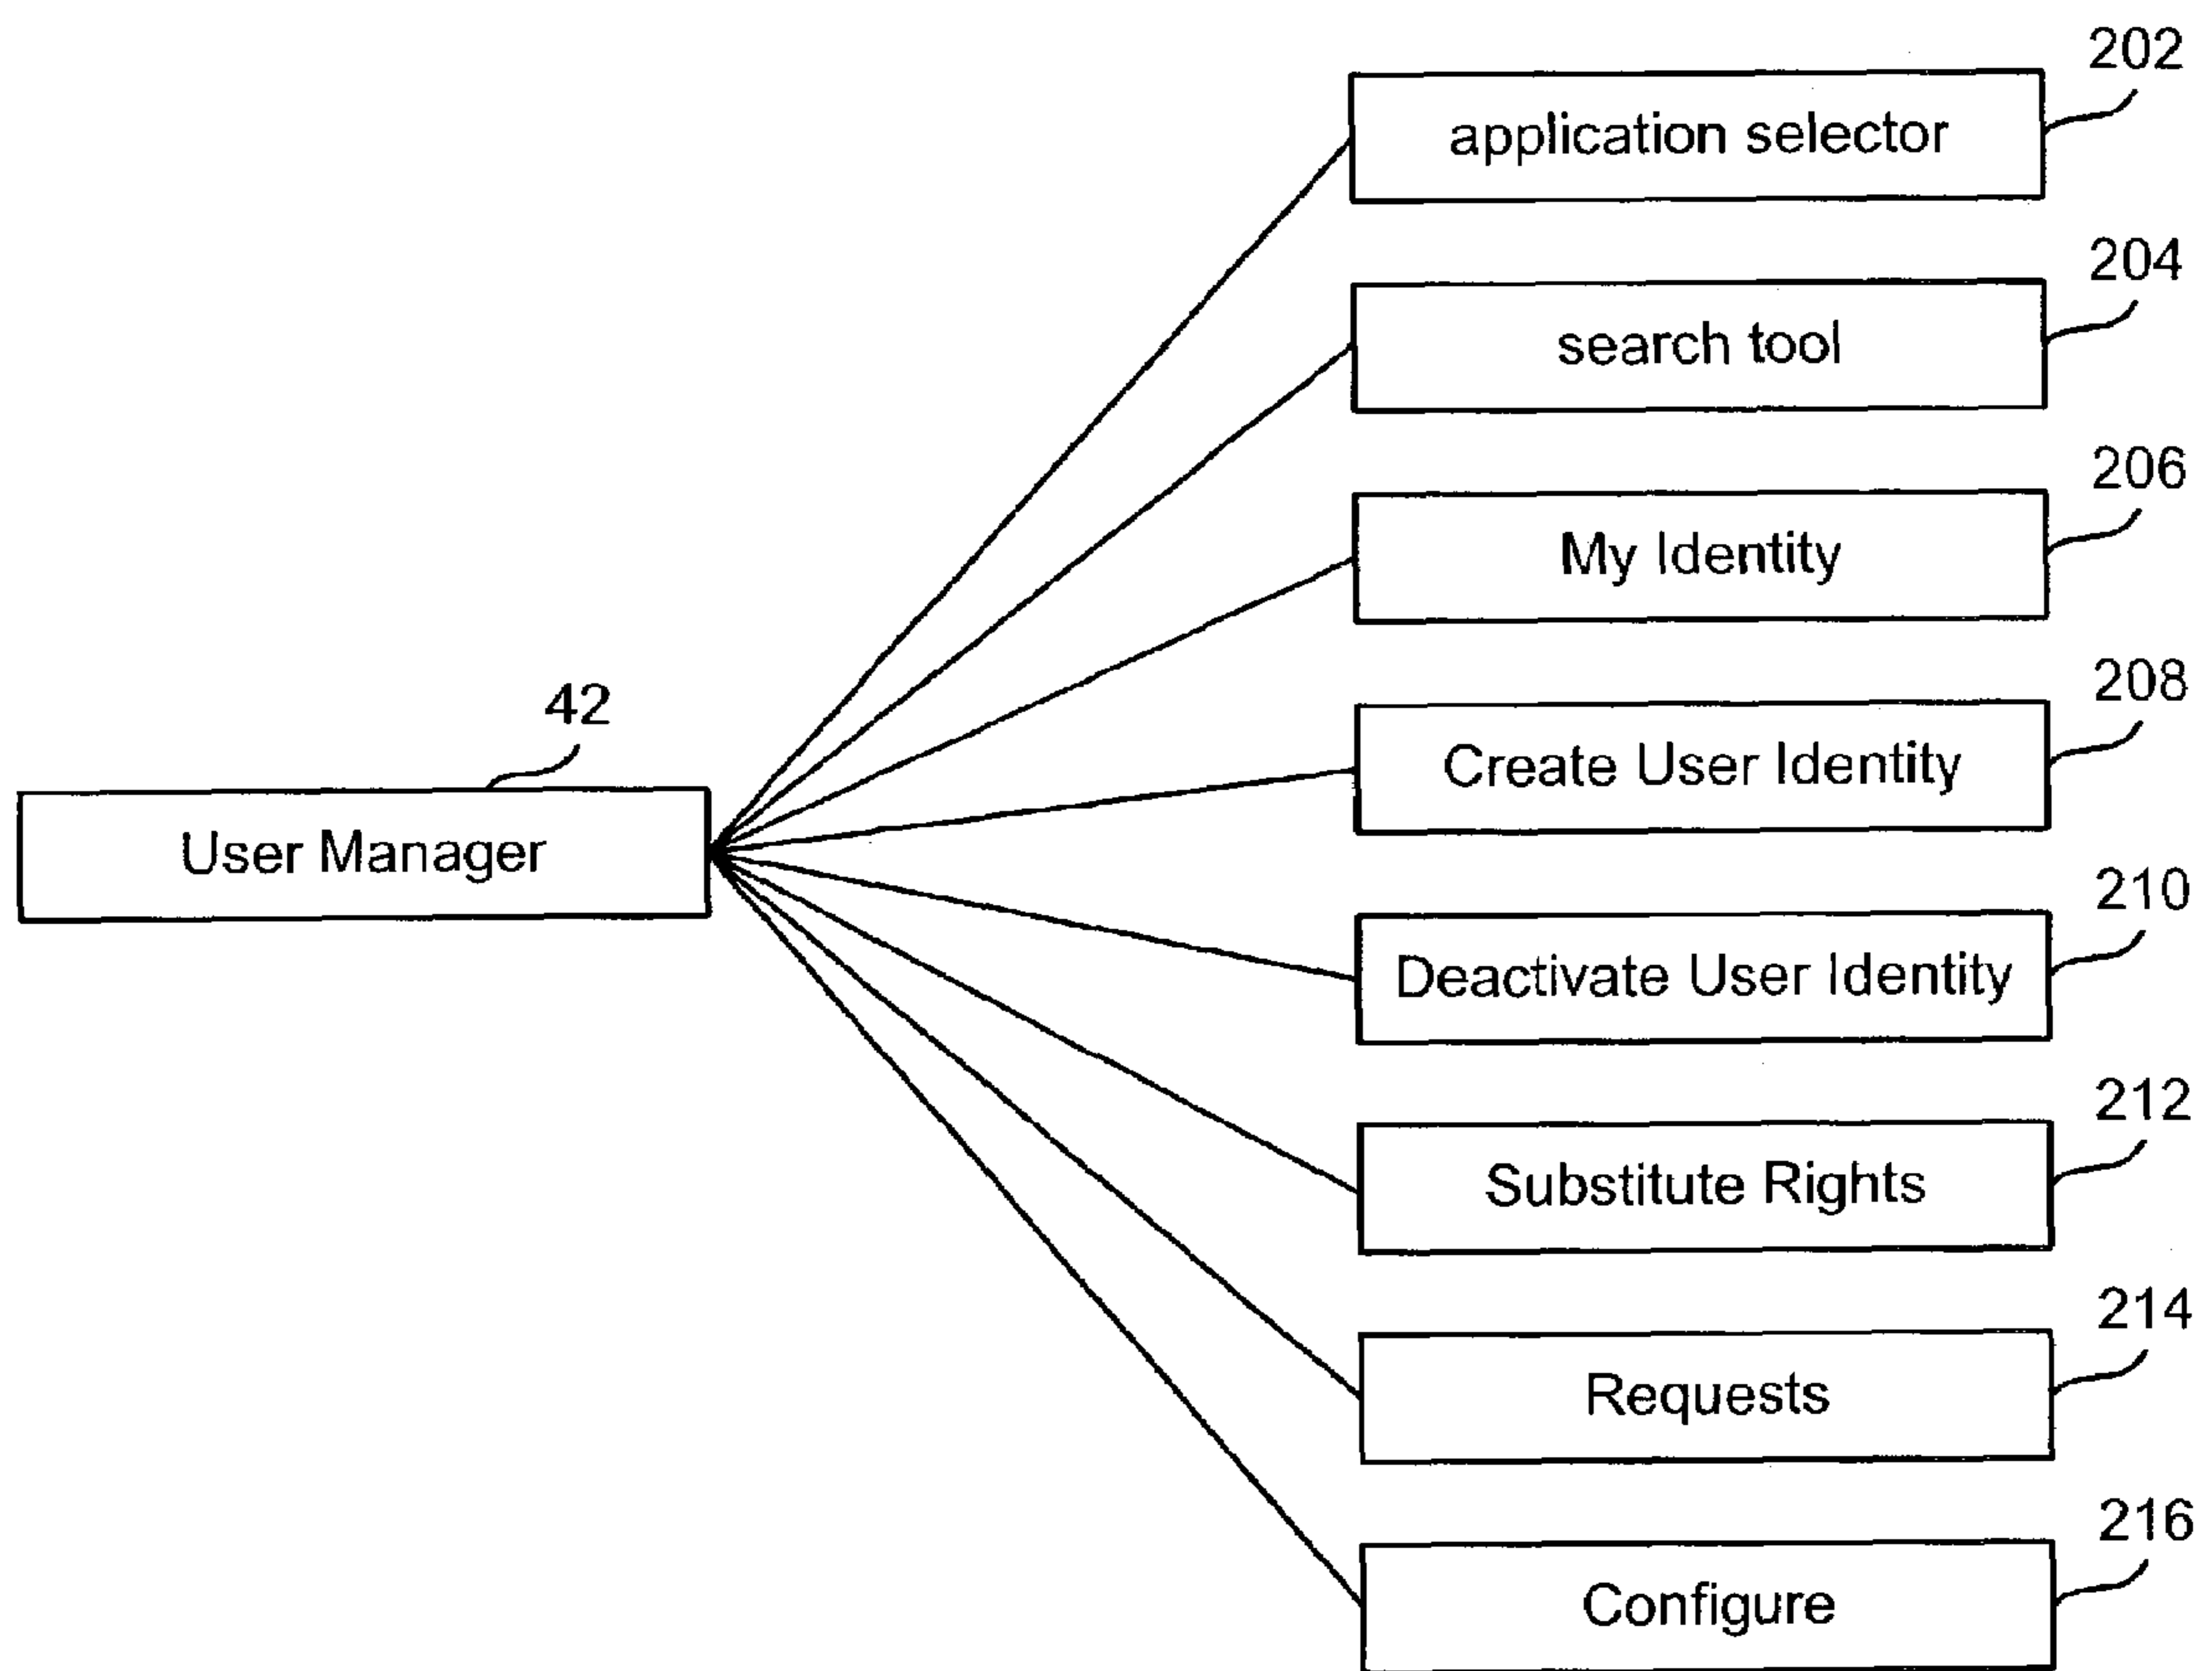 202
application selector
204
search tool
206
My Identity
208
Create User Identity
42
User Manager
210
Deactivate User Identity
212
Substitute Rights
214
Requests
216
Configure